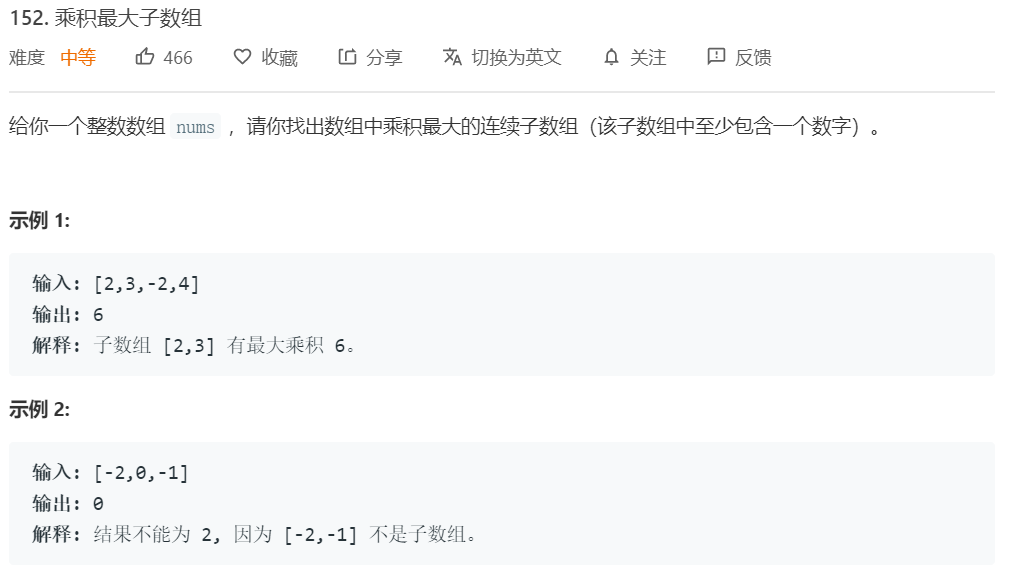 152. 乘积最大子数组
难度 中等 466 收藏 分享 切换为英文 关注 反馈
给你一个整数数组 nums ，请你找出数组中乘积最大的连续子数组（该子数组中至少包含一个数字）。
示例 1:
输入: [2,3,-2,4]
输出: 6
解释: 子数组 [2,3] 有最大乘积 6。
示例 2:
输入: [-2,0,-1]
输出: 0
解释: 结果不能为 2, 因为 [-2,-1] 不是子数组。